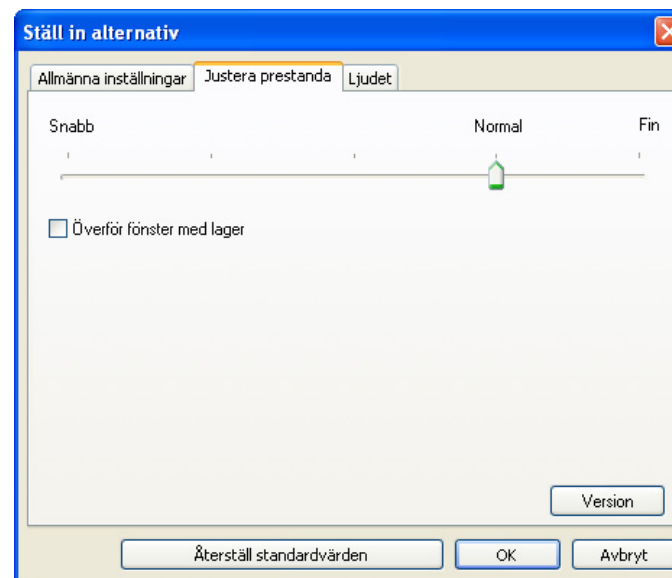 Ställ in alternativ
Allmänna inställningar Justera prestanda Ljudet
Snabb Normal Fin
Överför fönster med lager
Version
Återställ standardvärden OK Avbryt